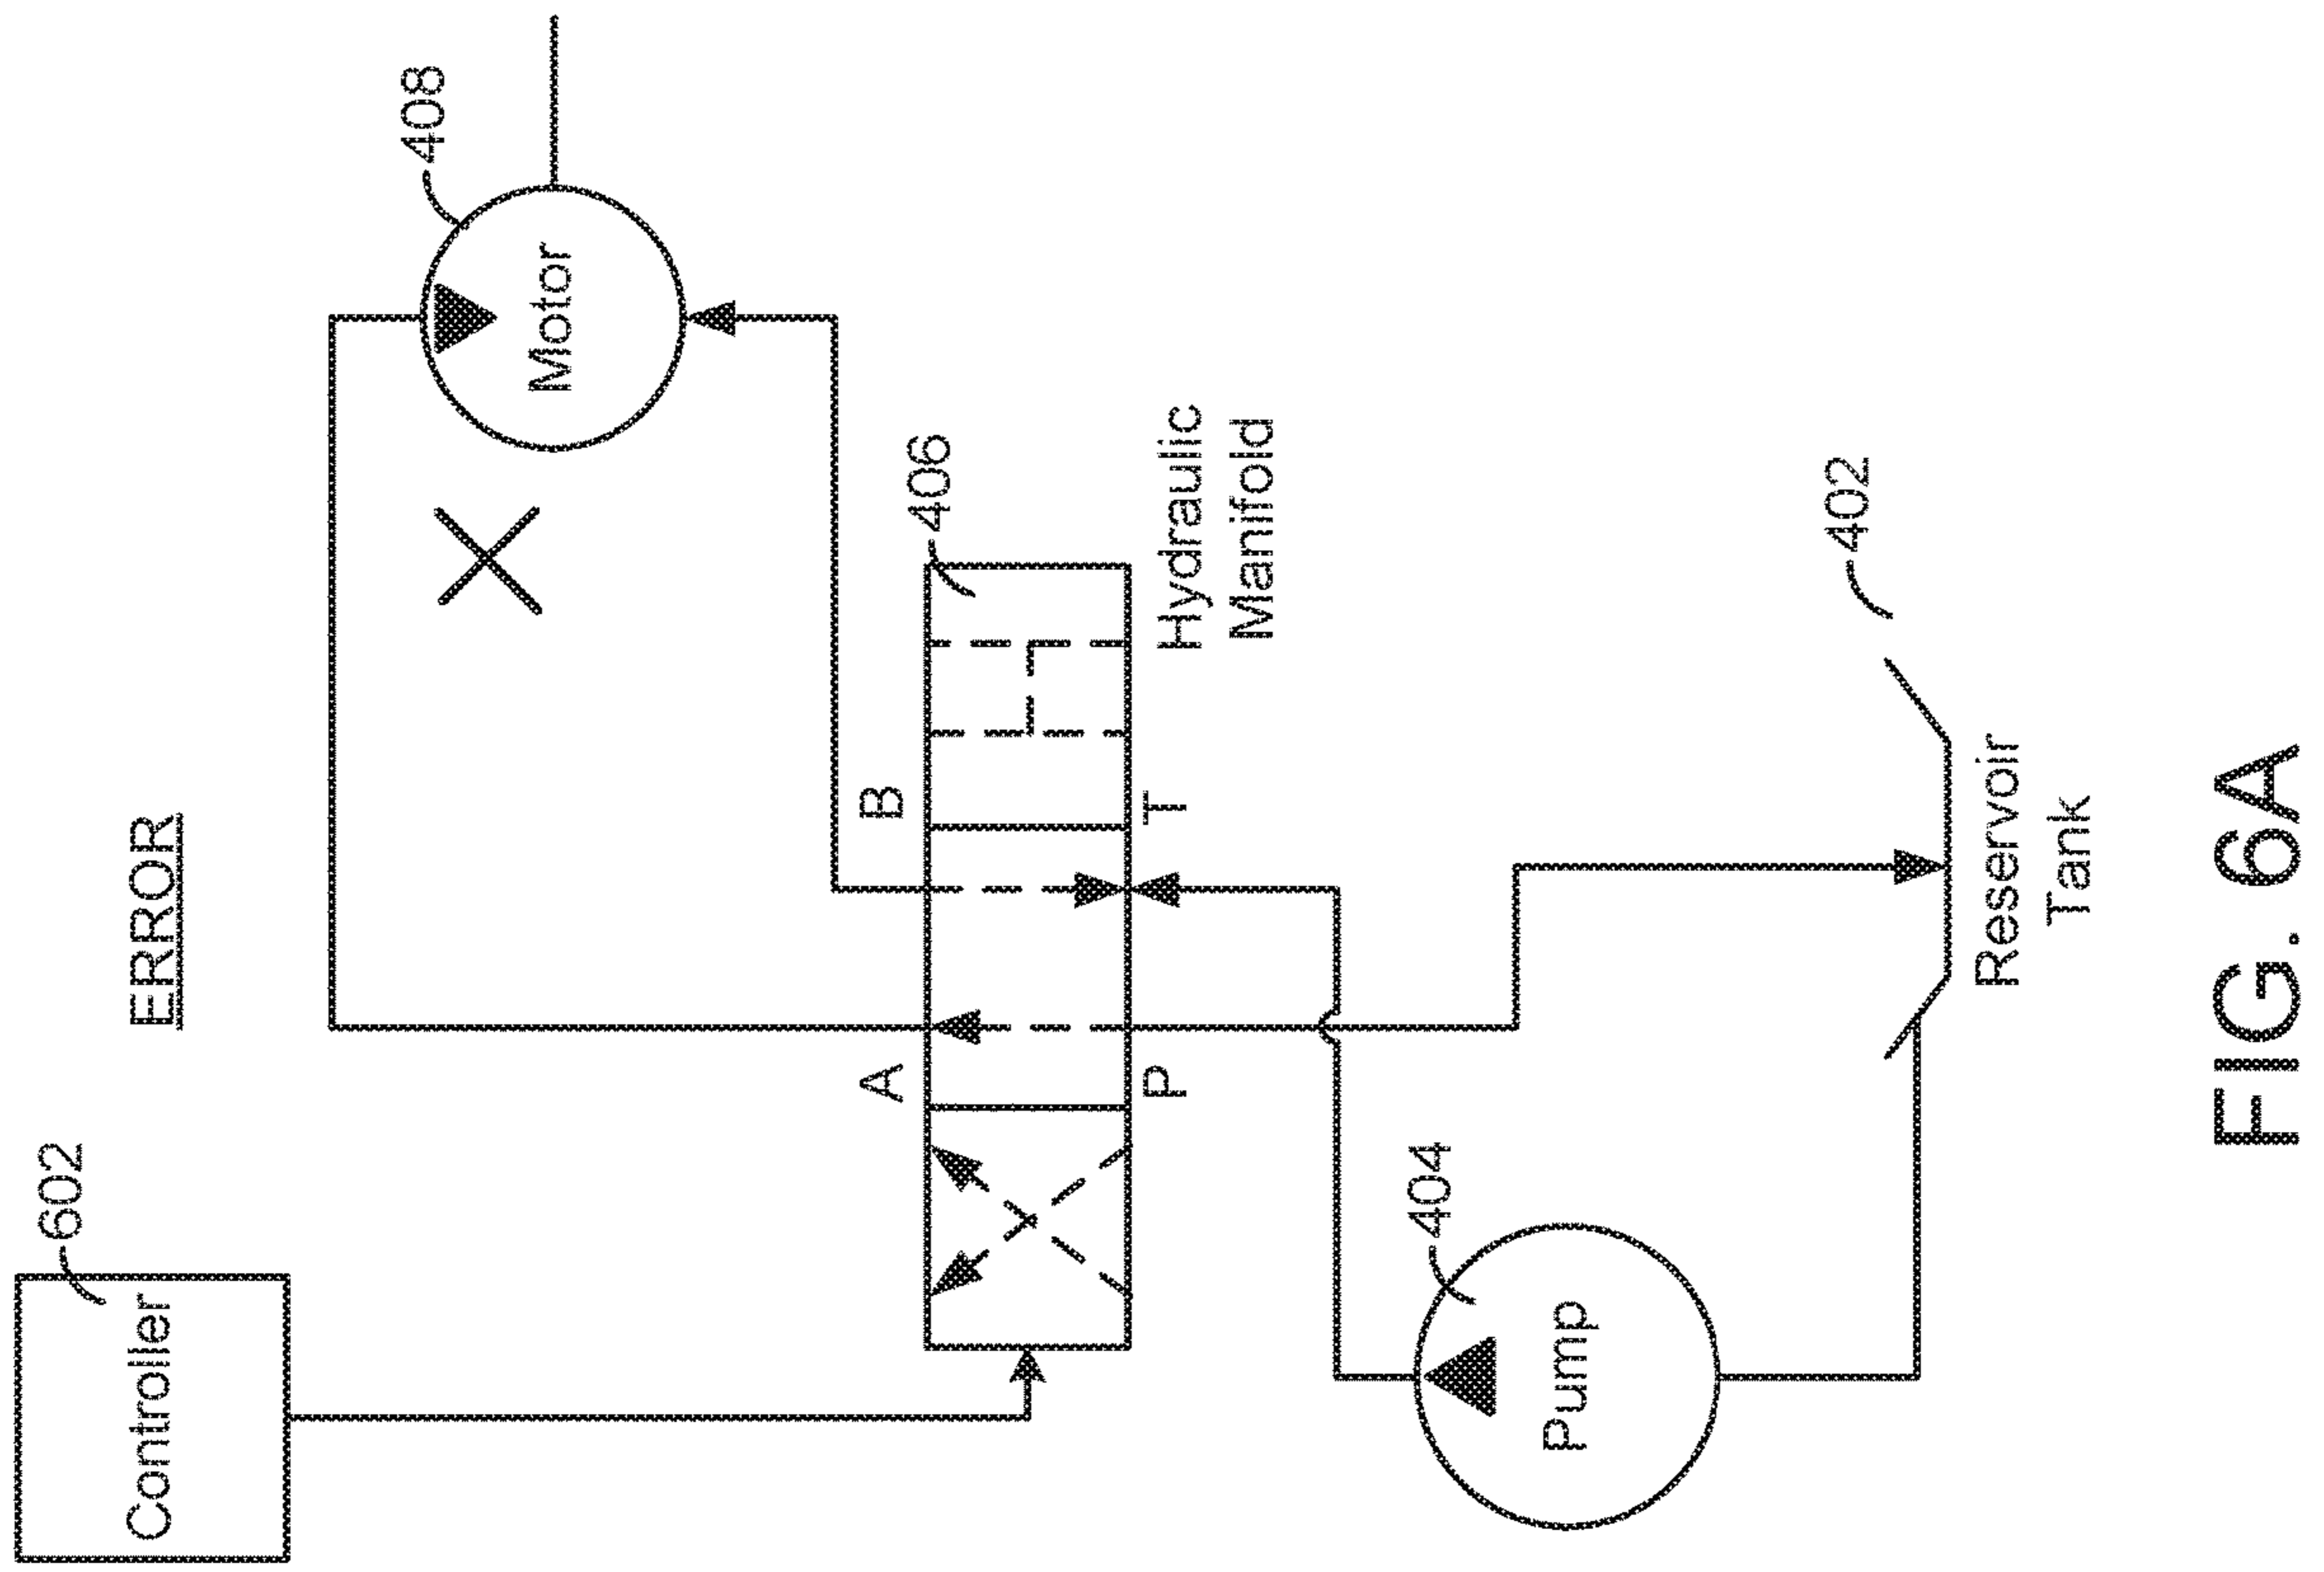 ERROR
602
Controller
408
Motor
406
A
B
P
T
Hydraulic
Manifold
404
Pump
402
Reservoir
Tank
FIG. 6A